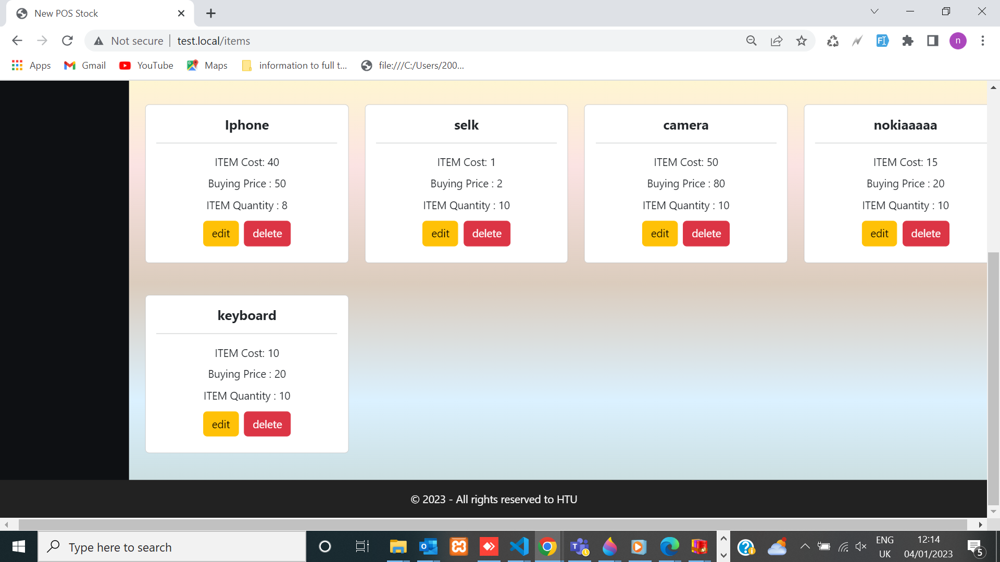 New POS Stock
Not secure
test.local/items
n
Apps
Gmail
YouTube
Maps
information to full t...
file:///C:/Users/200...
Iphone
ITEM Cost: 40
Buying Price : 50
ITEM Quantity : 8
edit
delete
selk
ITEM Cost: 1
Buying Price : 2
ITEM Quantity : 10
edit
delete
camera
ITEM Cost: 50
Buying Price : 80
ITEM Quantity : 10
edit
delete
nokiaaaaa
ITEM Cost: 15
Buying Price : 20
ITEM Quantity : 10
edit
delete
keyboard
ITEM Cost: 10
Buying Price : 20
ITEM Quantity : 10
edit
delete
© 2023 - All rights reserved to HTU
Type here to search
ENG
UK
12:14
04/01/2023
5